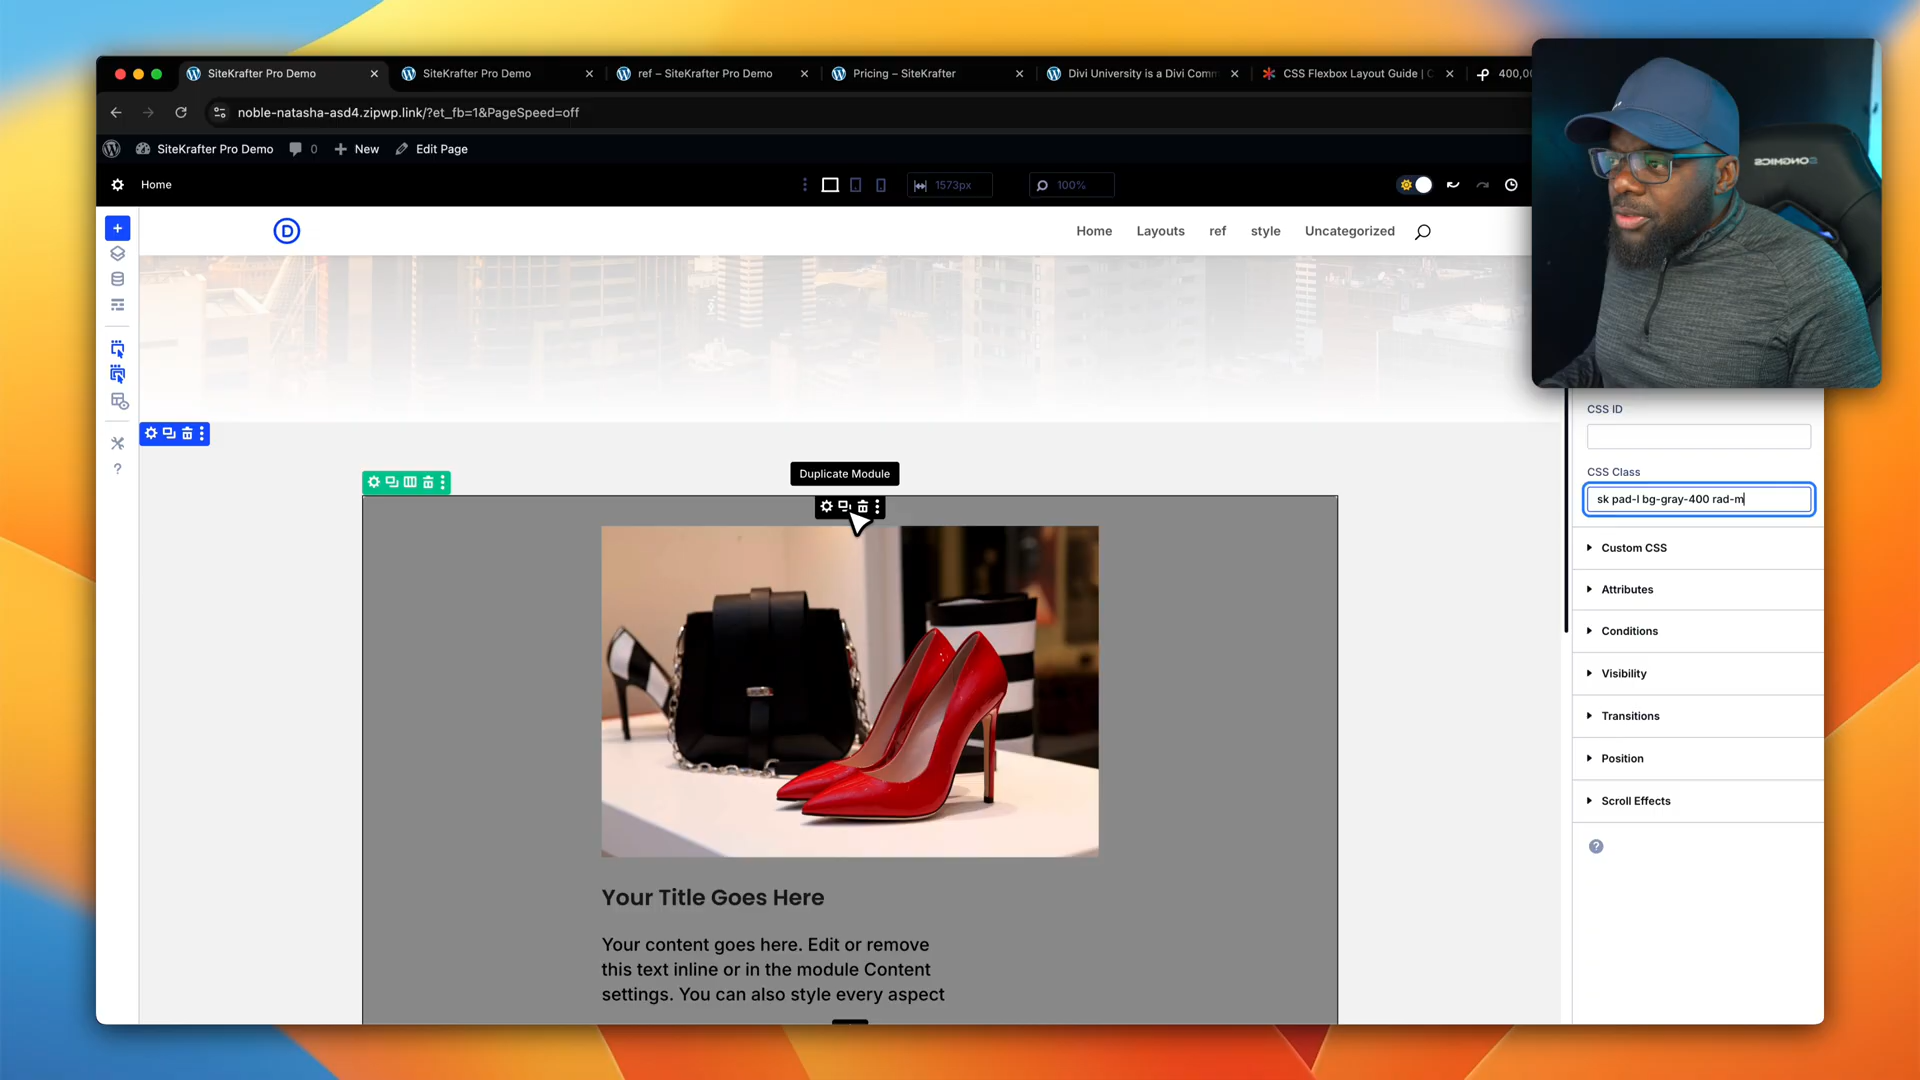 SiteKrafter Pro Demo
SiteKrafter Pro Demo
ref – SiteKrafter Pro Demo
Pricing – SiteKrafter
Divi University is a Divi Comm
CSS Flexbox Layout Guide | C
400,0
noble-natasha-asd4.zipwp.link/?et_fb=1&PageSpeed=off
SiteKrafter Pro Demo
0
New
Edit Page
Home
1573px
100%
D
Home
Layouts
ref
style
Uncategorized
CSS ID
CSS Class
sk pad-l bg-gray-400 rad-m
Duplicate Module
Custom CSS
Attributes
Conditions
Visibility
Transitions
Position
Scroll Effects
?
?
Your Title Goes Here
Your content goes here. Edit or remove
this text inline or in the module Content
settings. You can also style every aspect